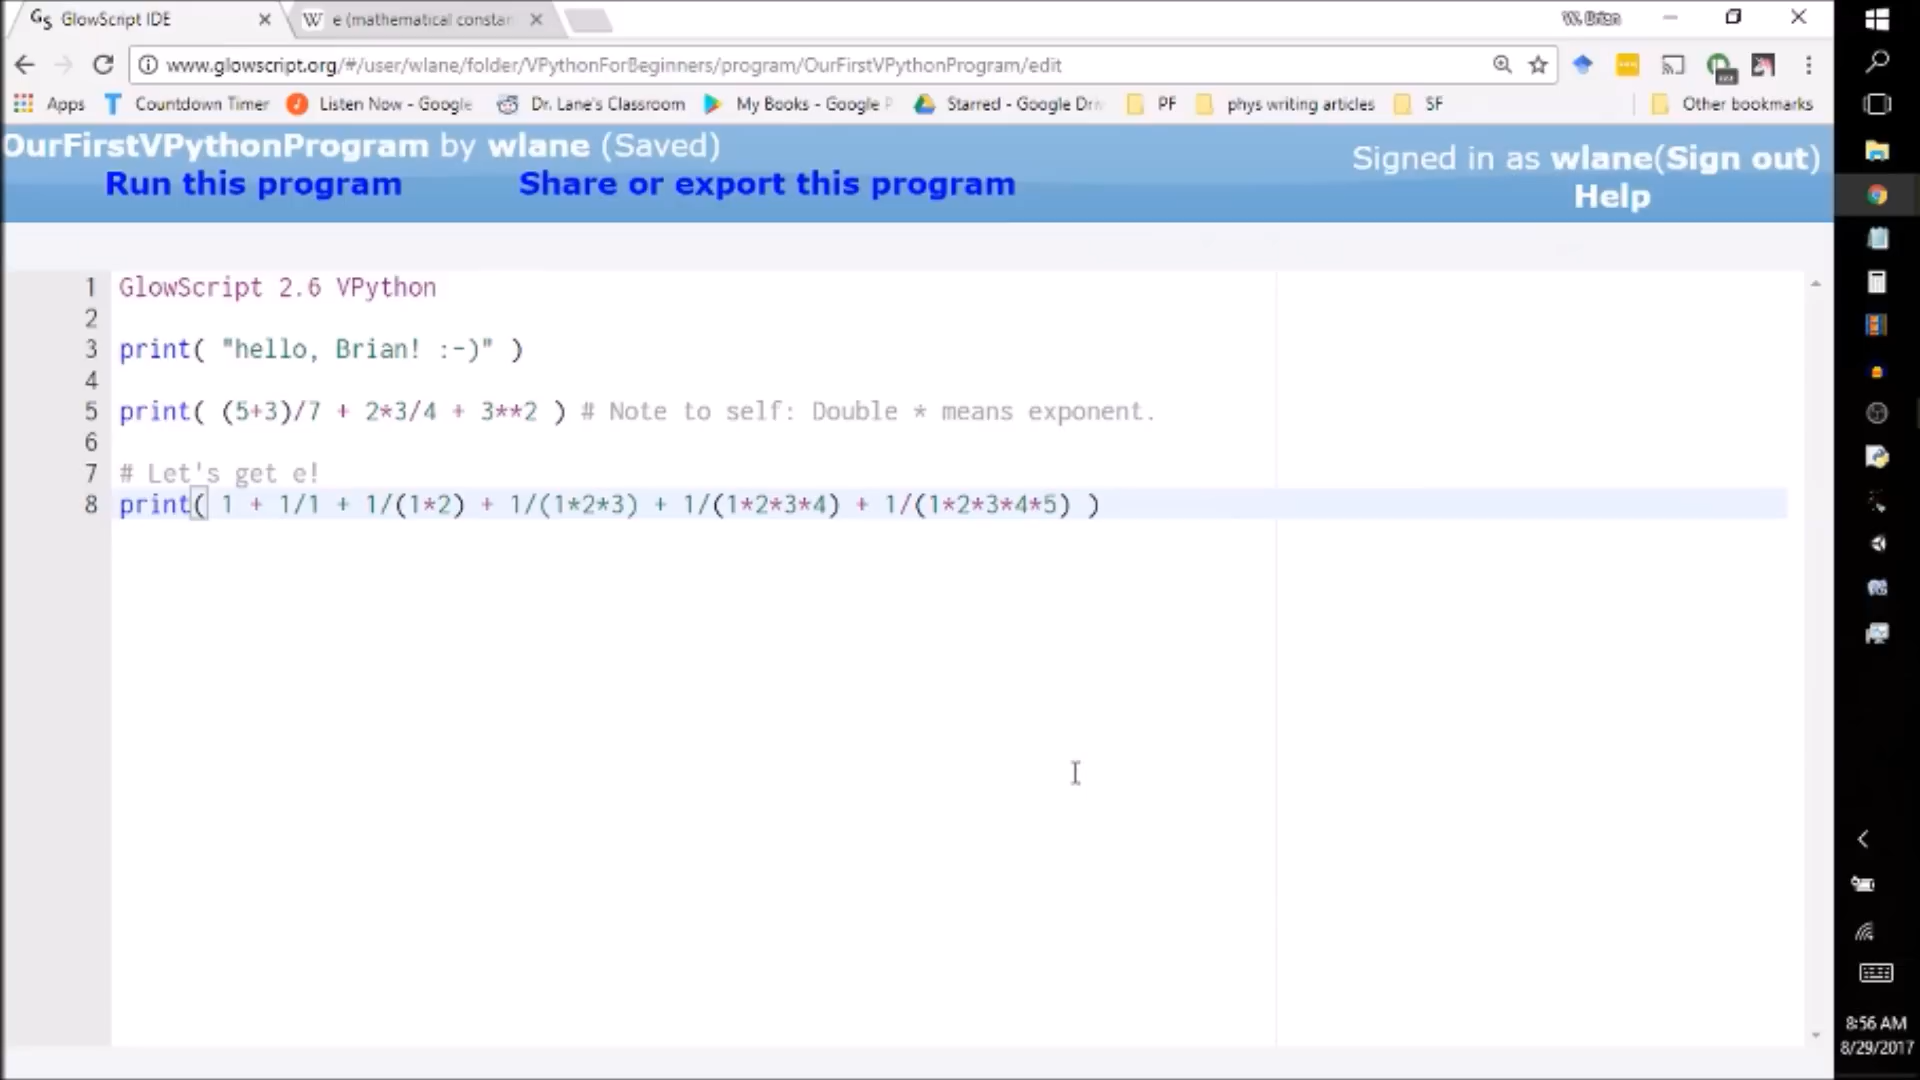 GlowScript IDE
e (mathematical constan
W. Brian
www.glowscript.org/#/user/wlane/folder/VPythonForBeginners/program/OurFirstVPythonProgram/edit
Apps
Countdown Timer
Listen Now - Google
Dr. Lane's Classroom
My Books - Google P
Starred - Google Driv
PF
phys writing articles
SF
Other bookmarks
OurFirstVPythonProgram by wlane (Saved)
Signed in as wlane(Sign out)
Run this program
Share or export this program
Help
1 GlowScript 2.6 VPython
2
3 print( "hello, Brian! :-)" )
4
5 print( (5+3)/7 + 2*3/4 + 3**2 ) # Note to self: Double * means exponent.
6
7 # Let's get e!
8 print( 1 + 1/1 + 1/(1*2) + 1/(1*2*3) + 1/(1*2*3*4) + 1/(1*2*3*4*5) )
8:56 AM
8/29/2017